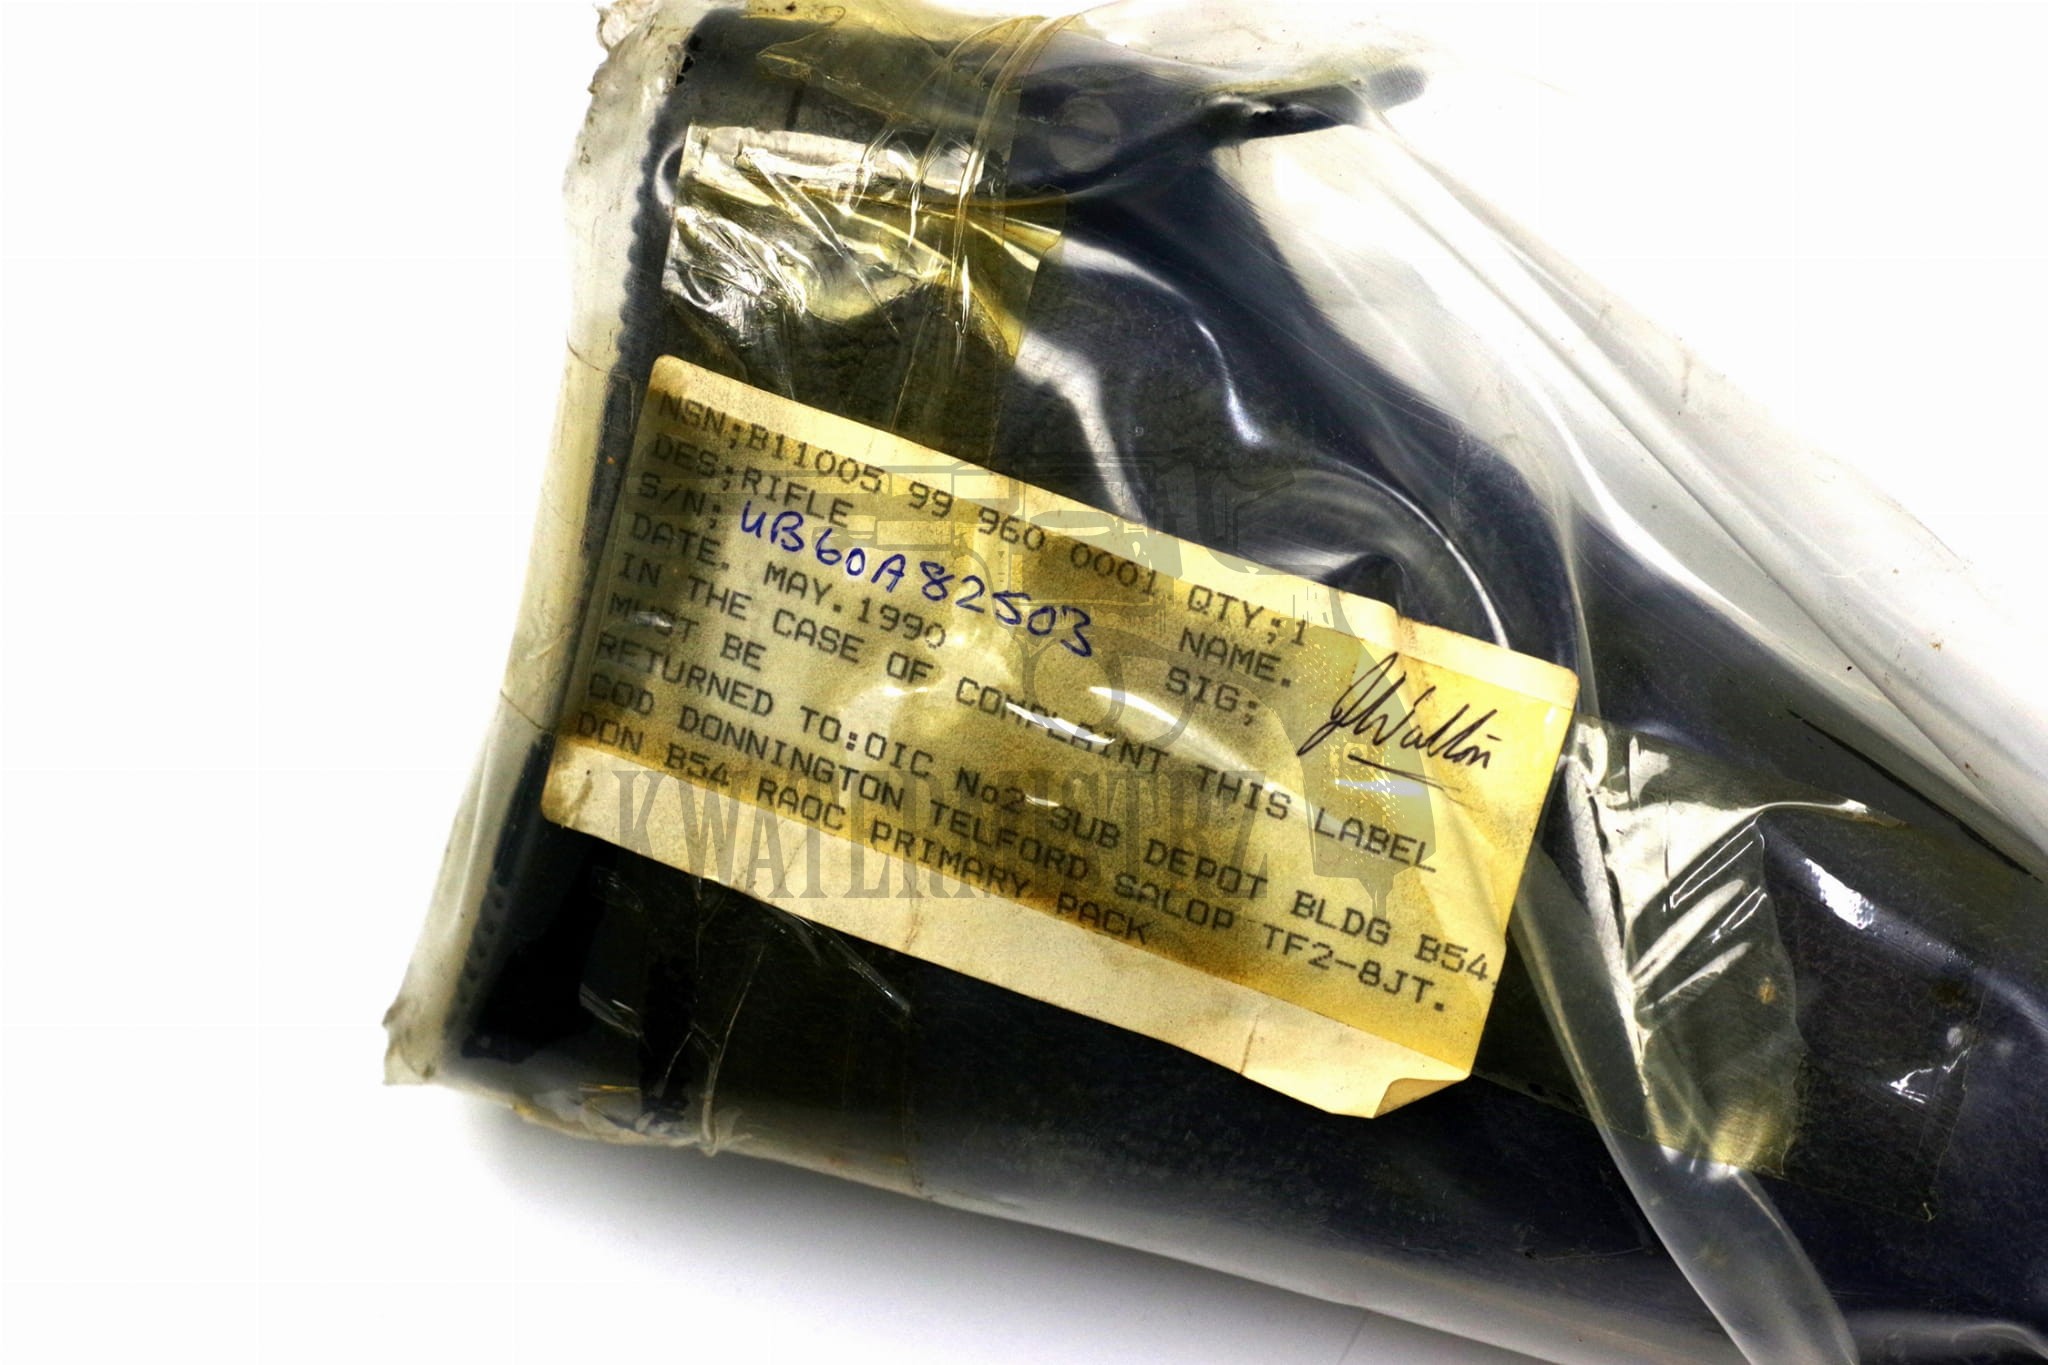 NSN;B11005 99 960 0001 QTY;1
DES;RIFLE NAME.
S/N; UB60A82503 SIG; JWalton
DATE. MAY.1990
IN THE CASE OF COMPLAINT THIS LABEL
MUST BE
RETURNED TO:OIC No2 SUB DEPOT BLDG B54.
COD DONNINGTON TELFORD SALOP TF2-8JT.
DON B54 RAOC PRIMARY PACK